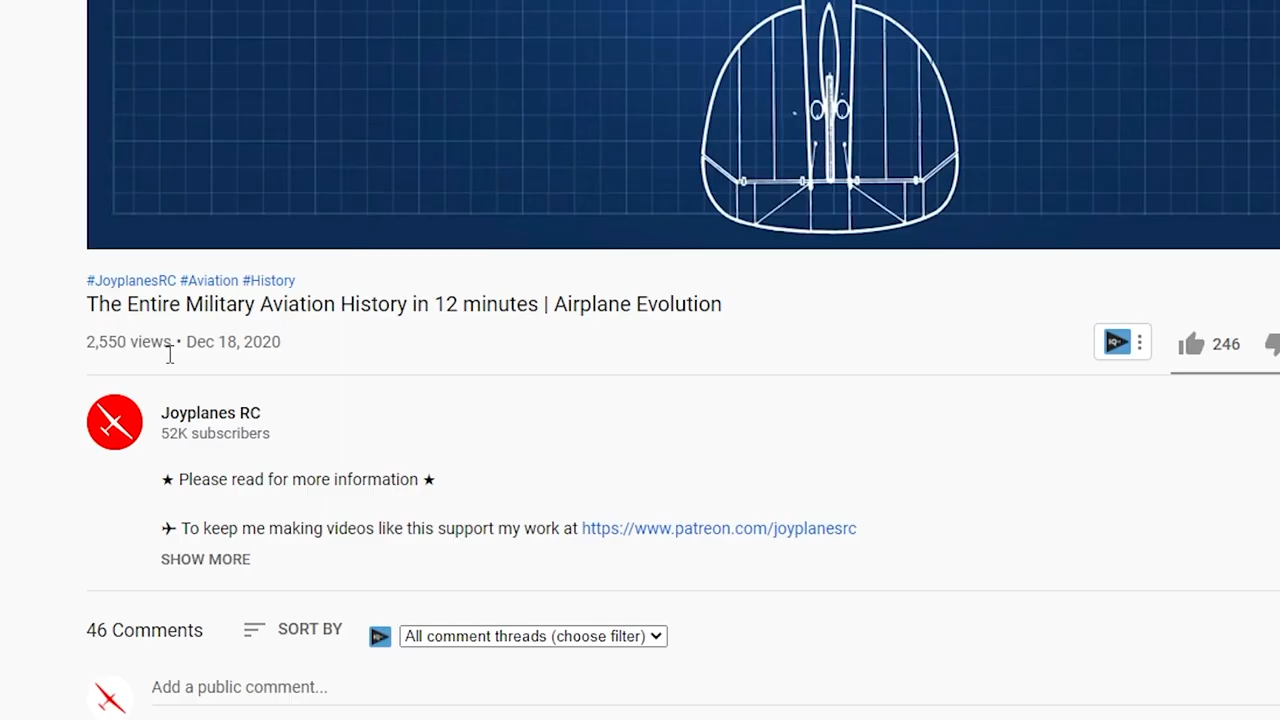 #JoyplanesRC #Aviation #History
The Entire Military Aviation History in 12 minutes | Airplane Evolution
2,550 views • Dec 18, 2020
246
Joyplanes RC
52K subscribers
★ Please read for more information ★
✈ To keep me making videos like this support my work at https://www.patreon.com/joyplanesrc
SHOW MORE
46 Comments
SORT BY
All comment threads (choose filter)
Add a public comment...